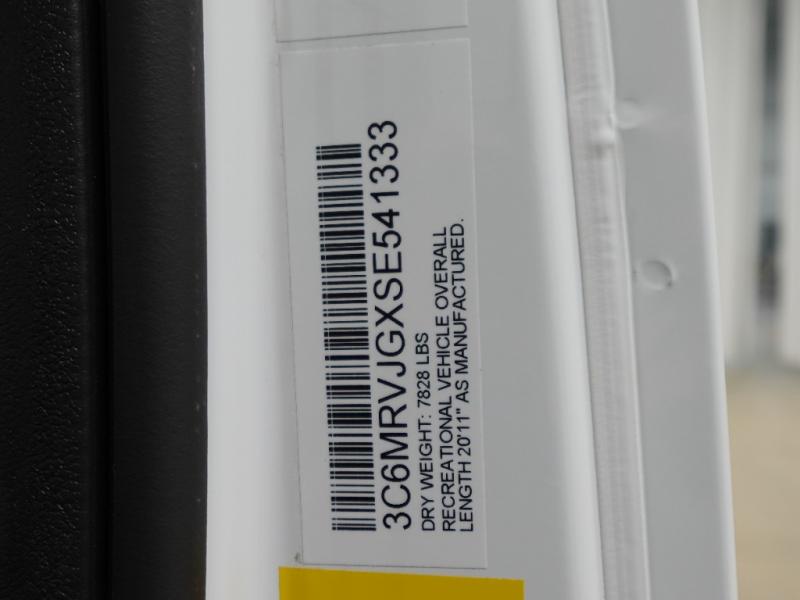 3C6MRVJGXSE541333
DRY WEIGHT: 7828 LBS
RECREATIONAL VEHICLE OVERALL
LENGTH 20'11" AS MANUFACTURED.